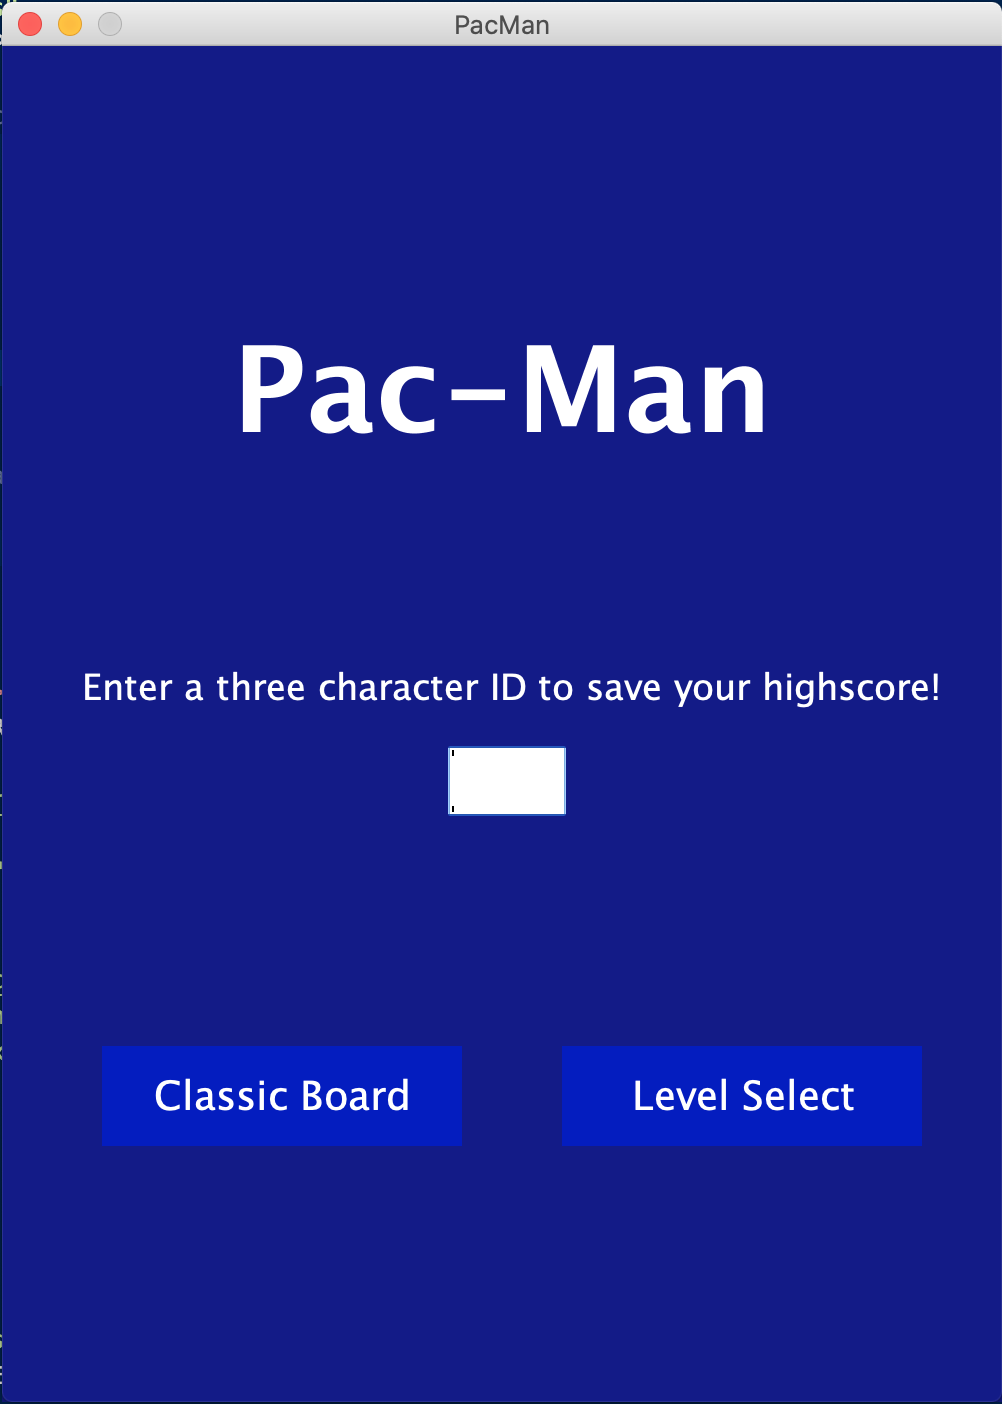 PacMan
Pac-Man
Enter a three character ID to save your highscore!
Classic Board
Level Select